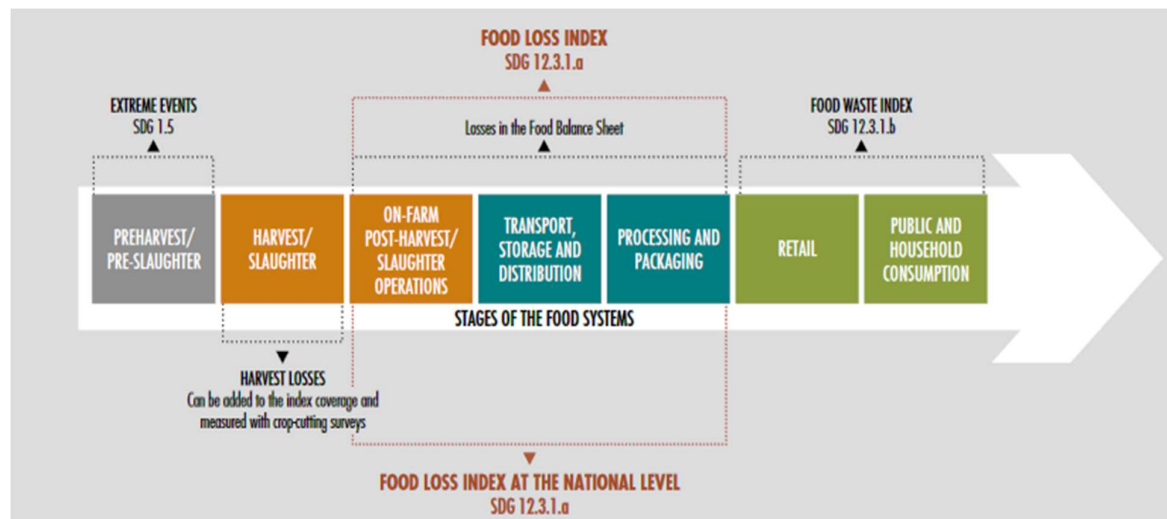 FOOD LOSS INDEX
SDG 12.3.1.a
EXTREME EVENTS
SDG 1.5
Losses in the Food Balance Sheet
FOOD WASTE INDEX
SDG 12.3.1.b
PREHARVEST/
PRE-SLAUGHTER
HARVEST/
SLAUGHTER
ON-FARM
POST-HARVEST/
SLAUGHTER
OPERATIONS
TRANSPORT,
STORAGE AND
DISTRIBUTION
PROCESSING AND
PACKAGING
RETAIL
PUBLIC AND
HOUSEHOLD
CONSUMPTION
STAGES OF THE FOOD SYSTEMS
HARVEST LOSSES
Can be added to the index coverage and
measured with crop-cutting surveys
FOOD LOSS INDEX AT THE NATIONAL LEVEL
SDG 12.3.1.a